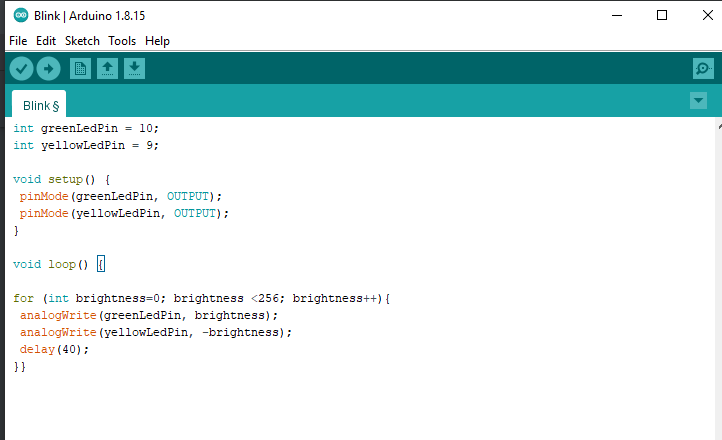 Blink | Arduino 1.8.15
File Edit Sketch Tools Help
Blink §
int greenLedPin = 10;
int yellowLedPin = 9;

void setup() {
 pinMode(greenLedPin, OUTPUT);
 pinMode(yellowLedPin, OUTPUT);
}

void loop() {

for (int brightness=0; brightness <256; brightness++){
 analogWrite(greenLedPin, brightness);
 analogWrite(yellowLedPin, -brightness);
 delay(40);
}}